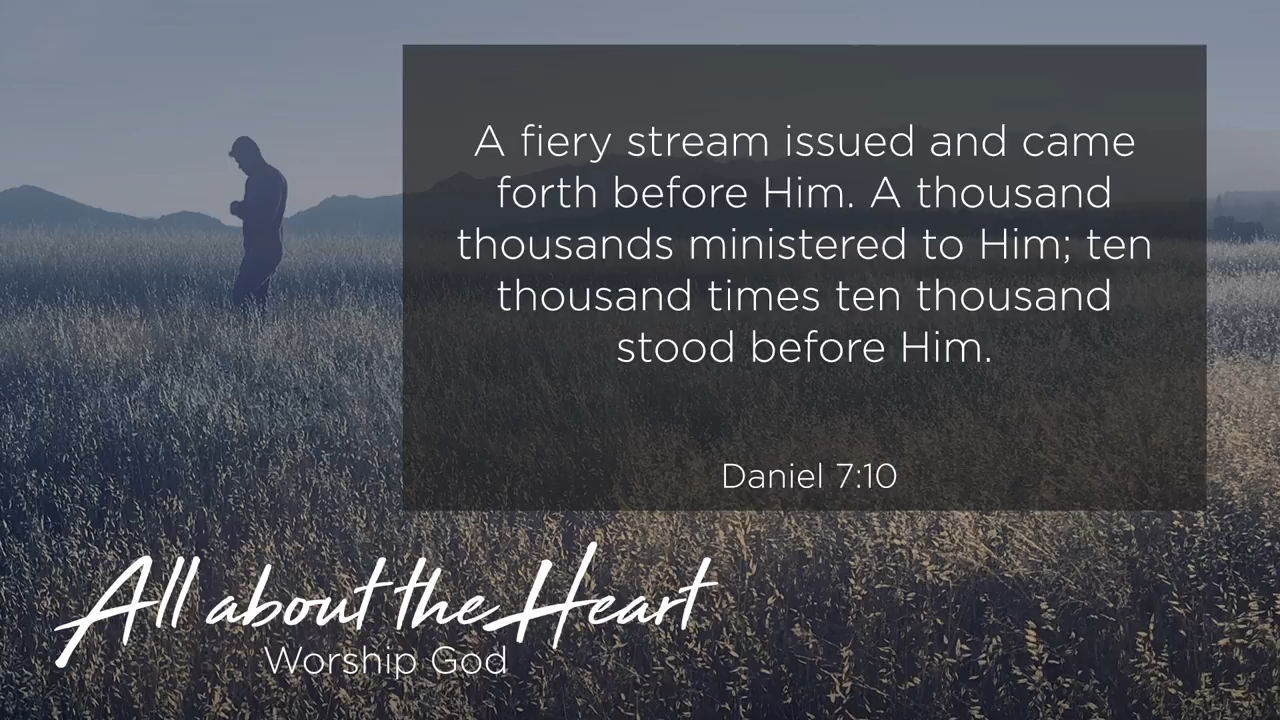 A fiery stream issued and came
forth before Him. A thousand
thousands ministered to Him; ten
thousand times ten thousand
stood before Him.
Daniel 7:10
All about the Heart
Worship God